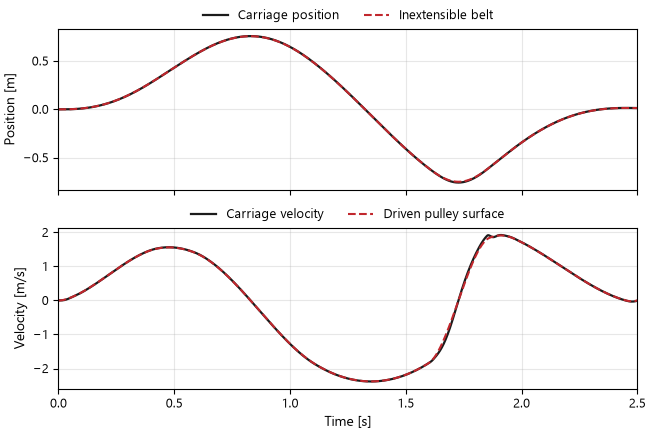 Carriage position Inextensible belt
Position [m]
0.5
0.0
−0.5
Carriage velocity Driven pulley surface
Velocity [m/s]
2
1
0
−1
−2
0.0 0.5 1.0 1.5 2.0 2.5
Time [s]